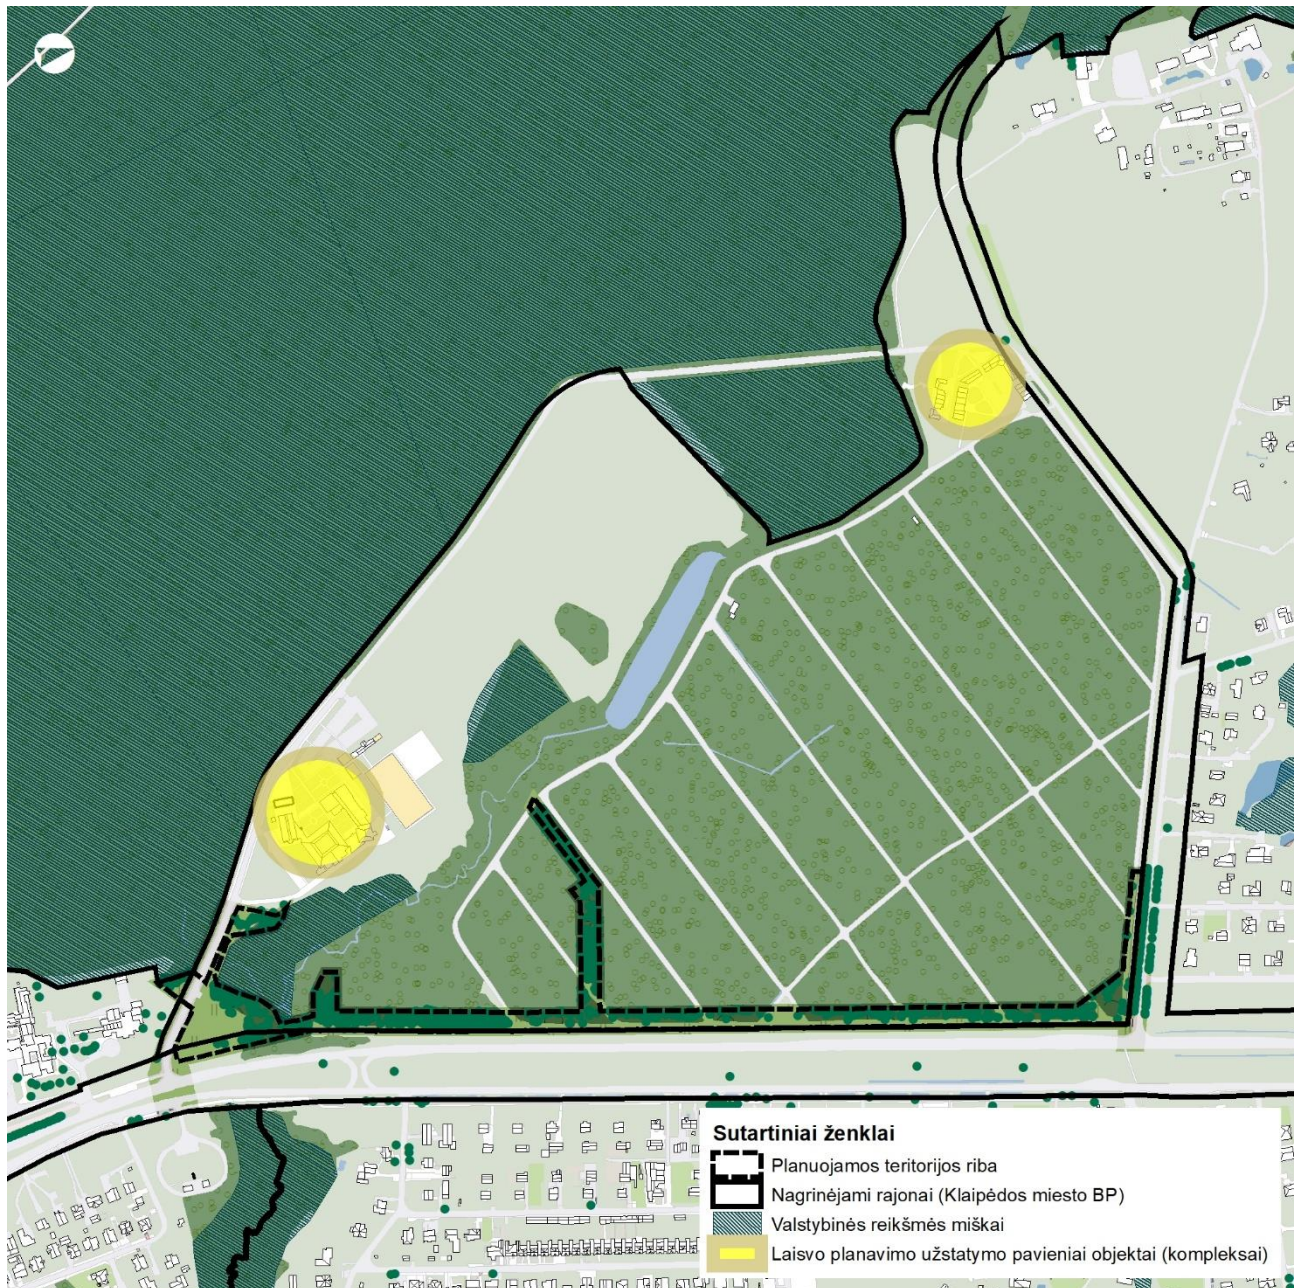 Sutartiniai ženklai
Planuojamos teritorijos riba
Nagrinėjami rajonai (Klaipėdos miesto BP)
Valstybinės reikšmės miškai
Laisvo planavimo užstatymo pavieniai objektai (kompleksai)